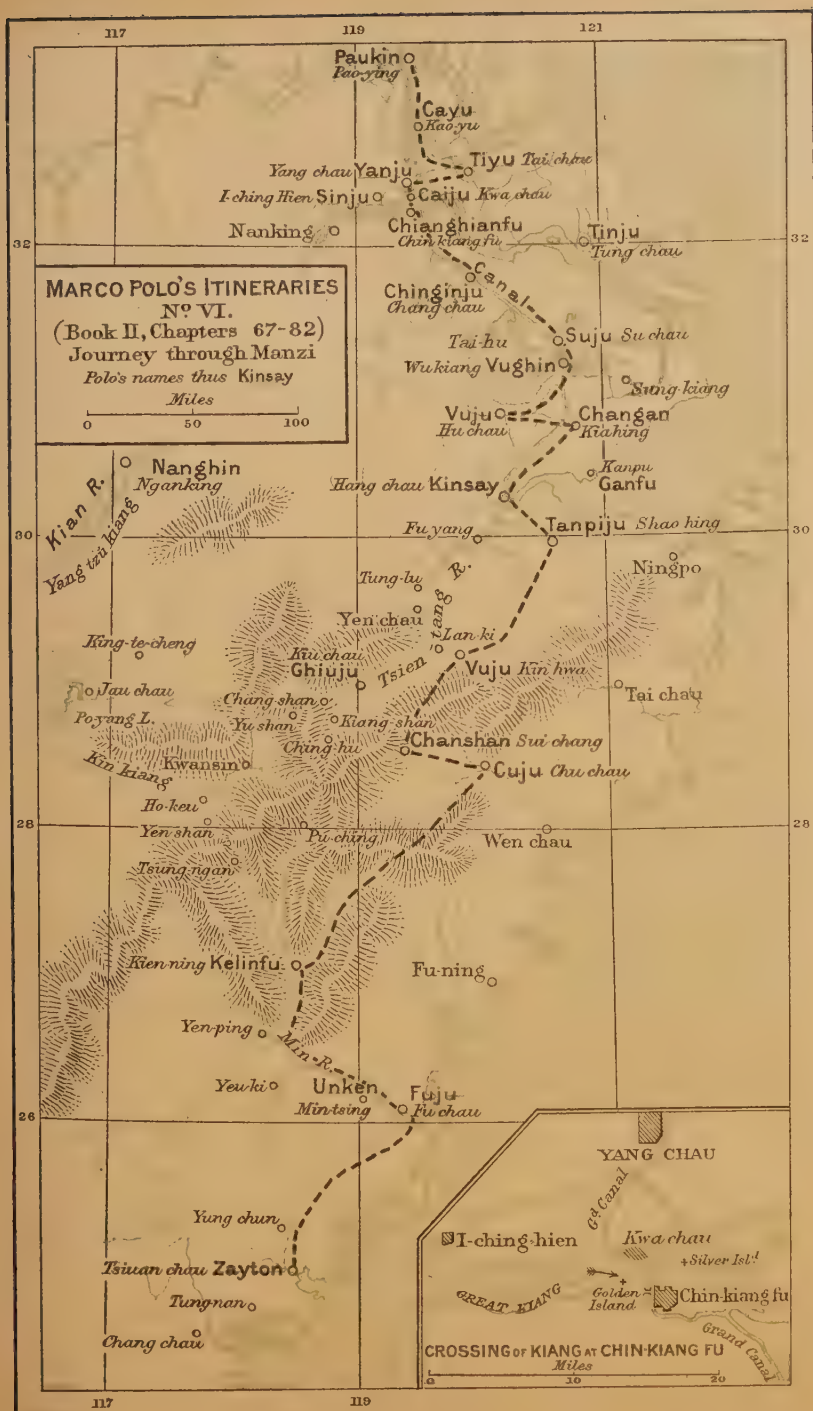 117 119 121
Paukin
Pao-ying
Cayu
Kao-yu
Tiyu Tai chau
Yang chau Yanju
I-ching Hien Sinju Caiju Kwa chau
Nanking
Chianghianfu
Chin kiang fu
Tinju
Tung chau
32 32
MARCO POLO'S ITINERARIES
No. VI.
(Book II, Chapters 67-82)
Journey through Manzi
Polo's names thus Kinsay
Miles
0 50 100
Canal
Chinginju
Chang chau
Tai-hu
Suju Su chau
Wukiang Vughin
Sung-kiang
Vuju
Hu chau
Changan
Kiahing
Nanghin
Nganking
Kian R.
Yang tzŭ kiang
Hang chau Kinsay
Kanpu
Ganfu
30
Fu yang
Tanpiju Shao hing
Tung-lu
Ningpo
Yen chau
Tsien tang R.
Lan-ki
King-te-cheng
Kiu chau
Ghiuju
Vuju Kin hwa
Jau chau
Po-yang L.
Chang-shan
Yu shan
Kiang-shan
Tai chau
Ching-hu
Chanshan Sui chang
Kin kiang
Kwansin
Cuju Chu chau
Ho-keu
Yen shan
28 28
Pu-ching
Wen chau
Tsung-ngan
Kien-ning Kelinfu
Fu-ning
Yen-ping
Min-R.
Yeu-ki
Unken
Min-tsing
Fuju
Fu chau
26
Yung chun
Tsiuan chau Zayton
Tung-nan
Chang chau
117 119
YANG CHAU
Gd. Canal
I-ching-hien
Kwa chau
Silver Isld.
GREAT KIANG
Golden
Island
Chin-kiang fu
Grand Canal
CROSSING OF KIANG AT CHIN-KIANG FU
Miles
0 10 20